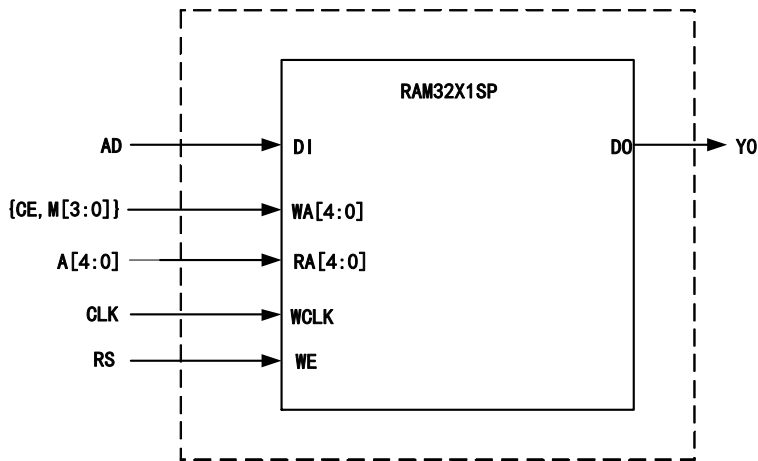 RAM32X1SP
AD DI DO Y0
{CE,M[3:0]} WA[4:0]
A[4:0] RA[4:0]
CLK WCLK
RS WE